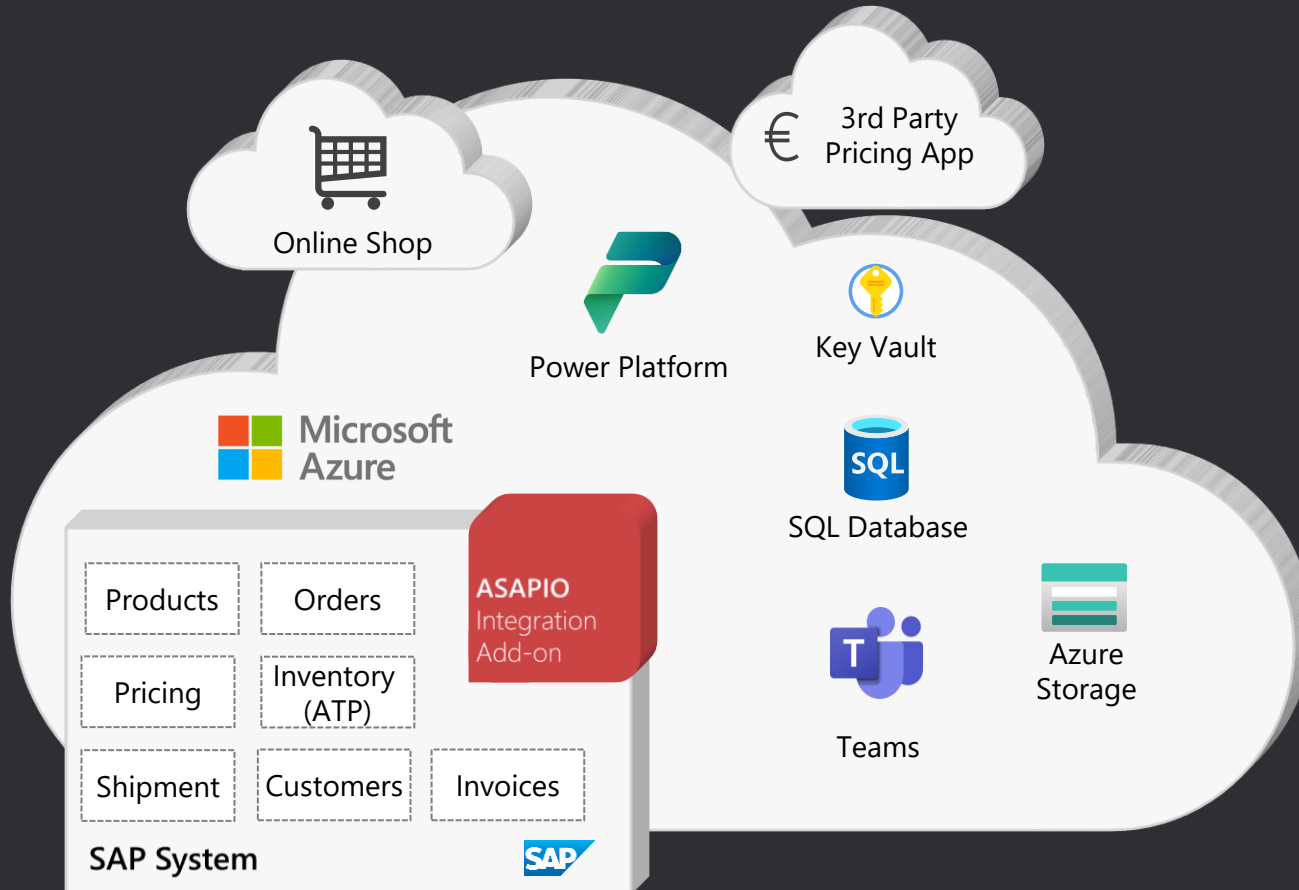 3rd Party
Pricing App
€
Online Shop
Power Platform
Key Vault
Microsoft
Azure
SQL
SQL Database
ASAPIO
Integration
Add-on
Products
Orders
Pricing
Inventory
(ATP)
Shipment
Customers
Invoices
T
Teams
Azure
Storage
SAP System
SAP